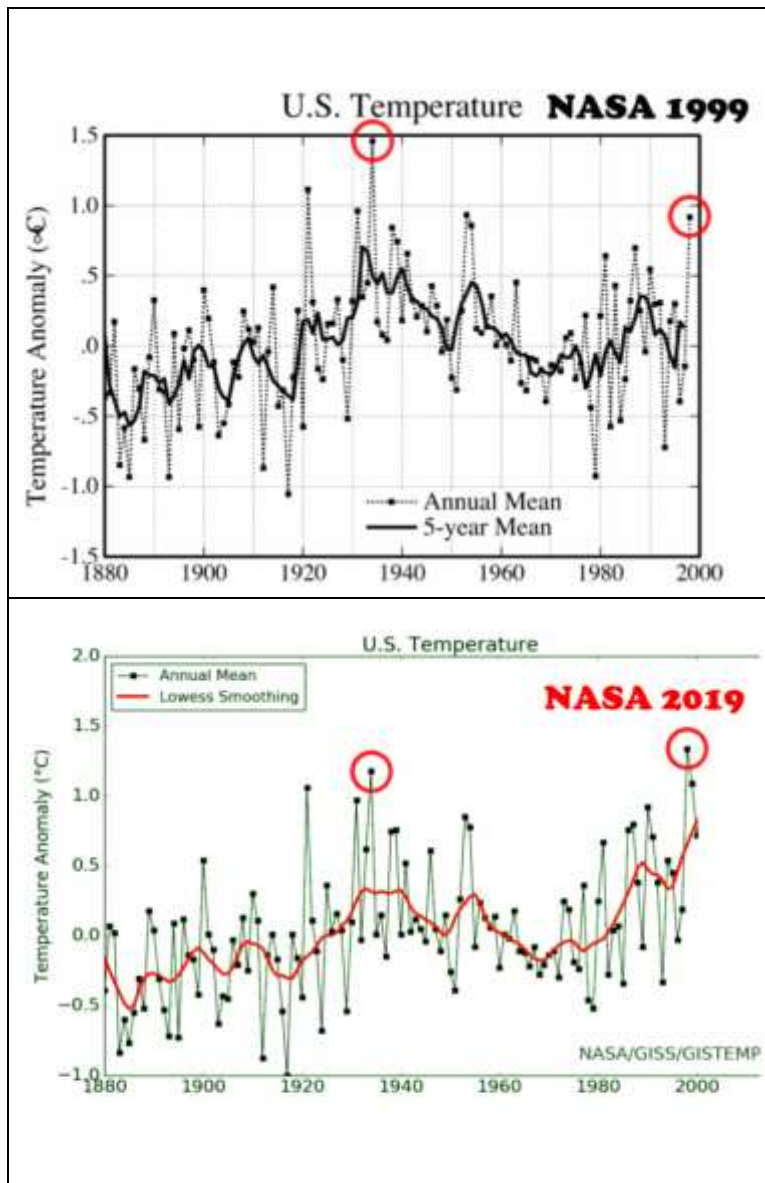 U.S. Temperature NASA 1999
1.5
1.0
.5
.0
-.5
-1.0
-1.5
Temperature Anomaly (°C)
Annual Mean
5-year Mean
1880 1900 1920 1940 1960 1980 2000
U.S. Temperature
2.0
1.5
1.0
0.5
0.0
−0.5
−1.0
Temperature Anomaly (°C)
Annual Mean
Lowess Smoothing
NASA 2019
NASA/GISS/GISTEMP
1880 1900 1920 1940 1960 1980 2000